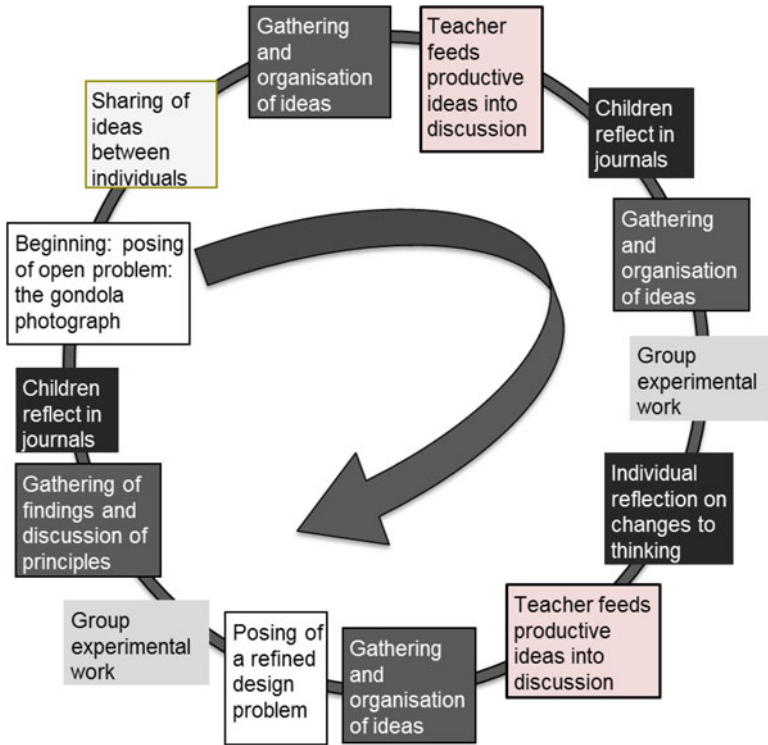 Beginning: posing
of open problem:
the gondola
photograph
Sharing of
ideas
between
individuals
Gathering
and
organisation
of ideas
Teacher
feeds
productive
ideas into
discussion
Children
reflect in
journals
Gathering
and
organisation
of ideas
Group
experimental
work
Individual
reflection on
changes to
thinking
Teacher feeds
productive
ideas into
discussion
Gathering
and
organisation
of ideas
Posing of
a refined
design
problem
Group
experimental
work
Gathering of
findings and
discussion of
principles
Children
reflect in
journals